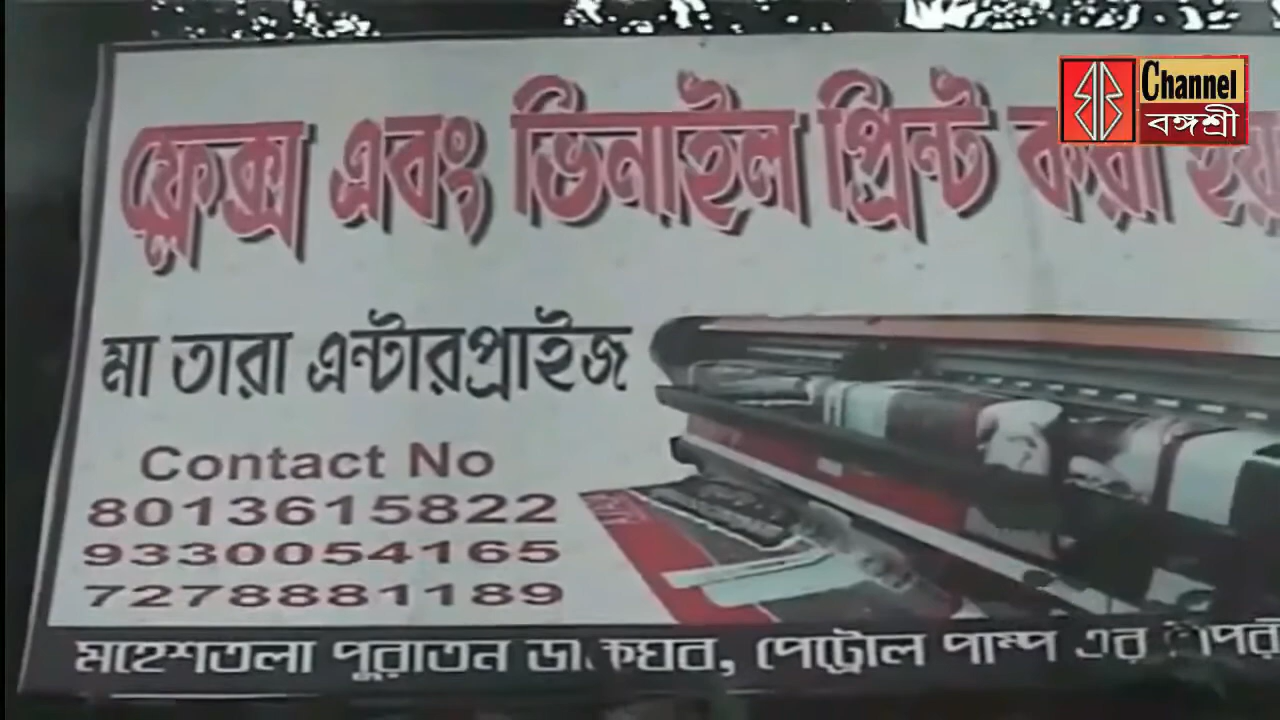 ফ্লেক্স এবং ভিনাইল প্রিন্ট করা হয়
Channel
বঙ্গশ্রী
মা তারা এন্টারপ্রাইজ
Contact No
8013615822
9330054165
7278881189
মহেশতলা পুরাতন ডাকঘর, পেট্রোল পাম্প এর